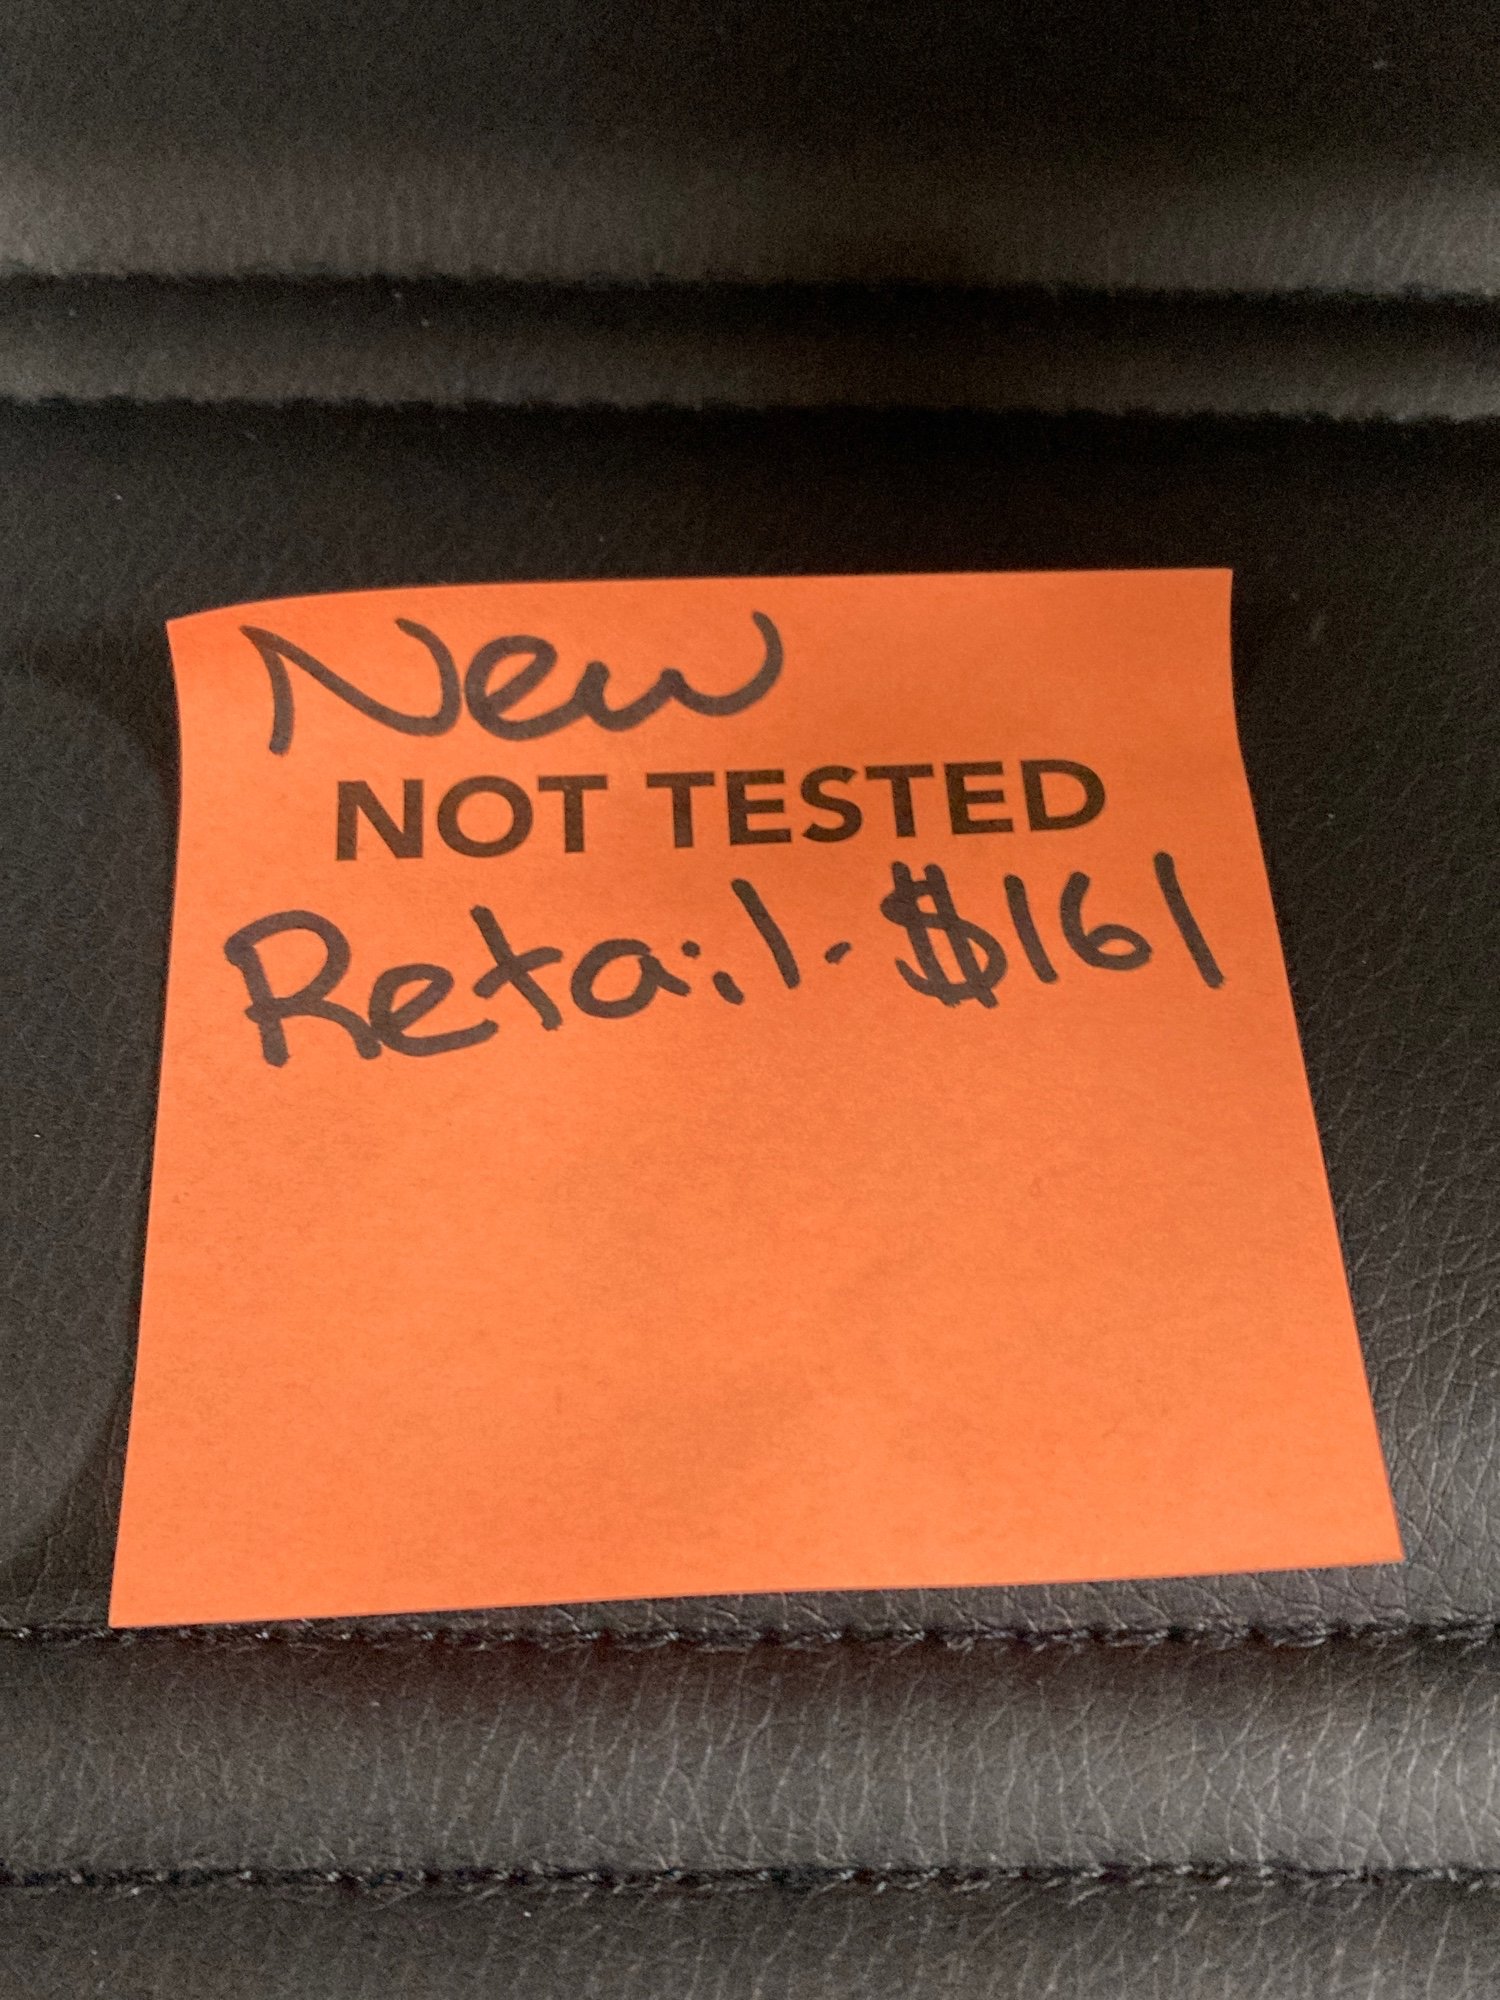 New
NOT TESTED
Retail- $161